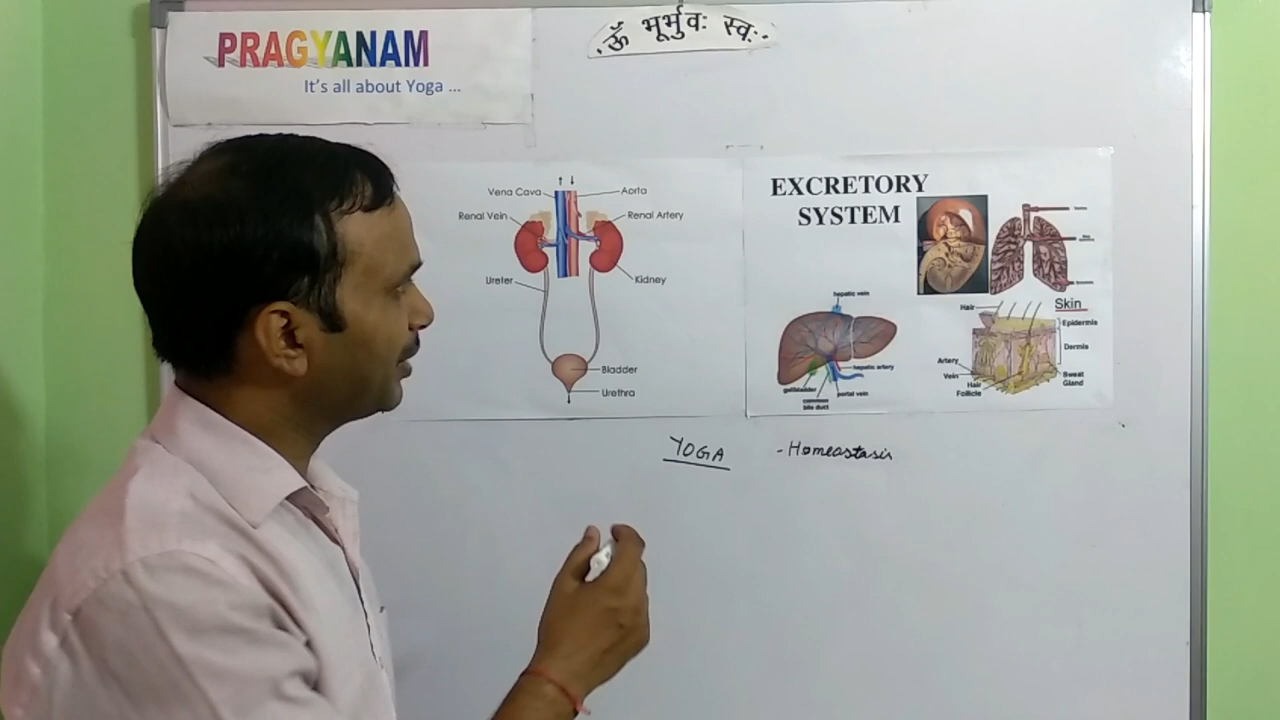 PRAGYANAM
It's all about Yoga ...
ॐ भूर्भुवः स्वः
Vena Cava
Aorta
Renal Vein
Renal Artery
Ureter
Kidney
Bladder
Urethra
EXCRETORY
SYSTEM
hepatic vein
hepatic artery
gallbladder
portal vein
common
bile duct
Skin
Hair
Epidermis
Dermis
Artery
Vein
Hair
Follicle
Sweat
Gland
YOGA
- Homeastasis